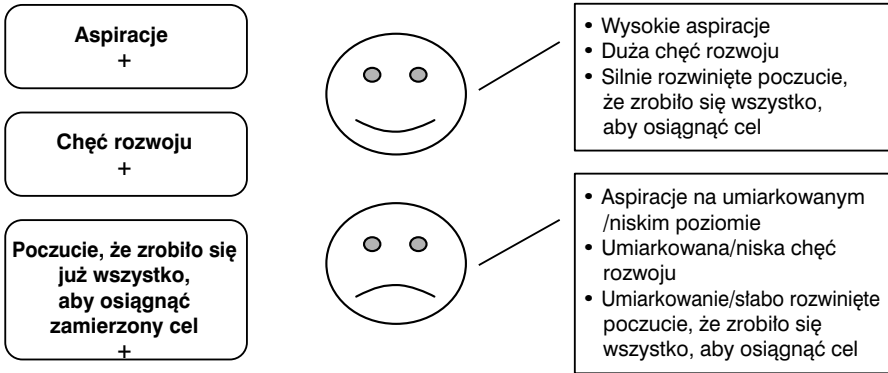 Aspiracje
+
Chęć rozwoju
+
Poczucie, że zrobiło się
już wszystko,
aby osiągnąć
zamierzony cel
+
• Wysokie aspiracje
• Duża chęć rozwoju
• Silnie rozwinięte poczucie,
że zrobiło się wszystko,
aby osiągnąć cel
• Aspiracje na umiarkowanym
/niskim poziomie
• Umiarkowana/niska chęć
rozwoju
• Umiarkowanie/słabo rozwinięte
poczucie, że zrobiło się
wszystko, aby osiągnąć cel